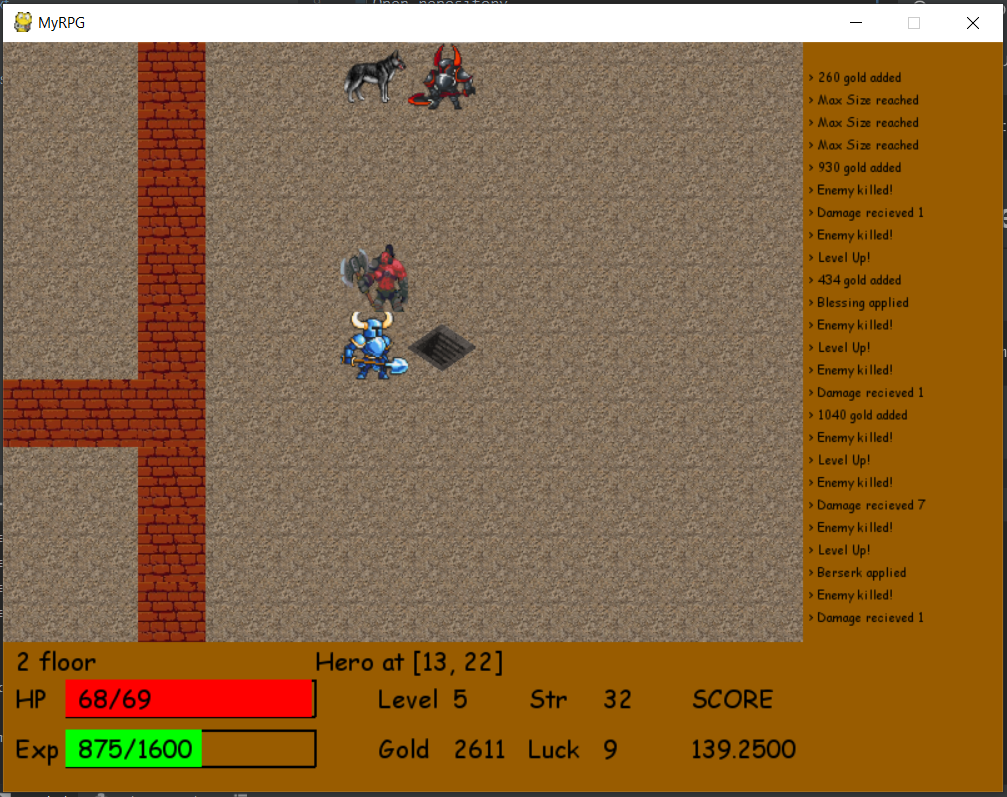 MyRPG
> 260 gold added
> Max Size reached
> Max Size reached
> Max Size reached
> 930 gold added
> Enemy killed!
> Damage recieved 1
> Enemy killed!
> Level Up!
> 434 gold added
> Blessing applied
> Enemy killed!
> Level Up!
> Enemy killed!
> Damage recieved 1
> 1040 gold added
> Enemy killed!
> Level Up!
> Enemy killed!
> Damage recieved 7
> Enemy killed!
> Level Up!
> Berserk applied
> Enemy killed!
> Damage recieved 1
2 floor Hero at [13, 22]
HP 68/69 Level 5 Str 32 SCORE
Exp 875/1600 Gold 2611 Luck 9 139.2500